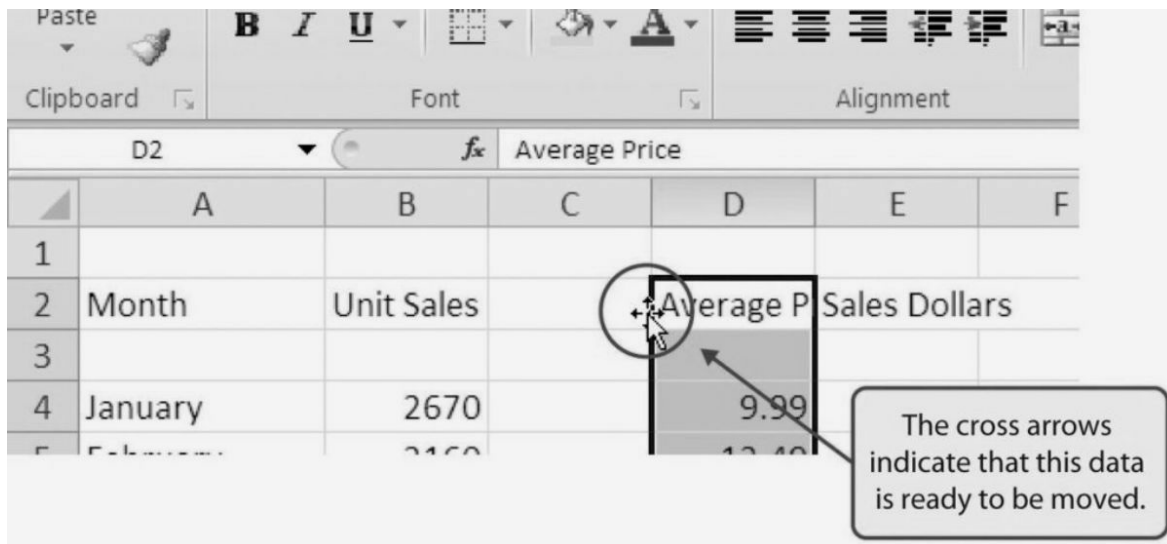 Paste
B I U A
Clipboard Font Alignment
D2 fx Average Price
A B C D E F
1
2 Month Unit Sales Average P Sales Dollars
3
4 January 2670 9.99
The cross arrows
indicate that this data
is ready to be moved.